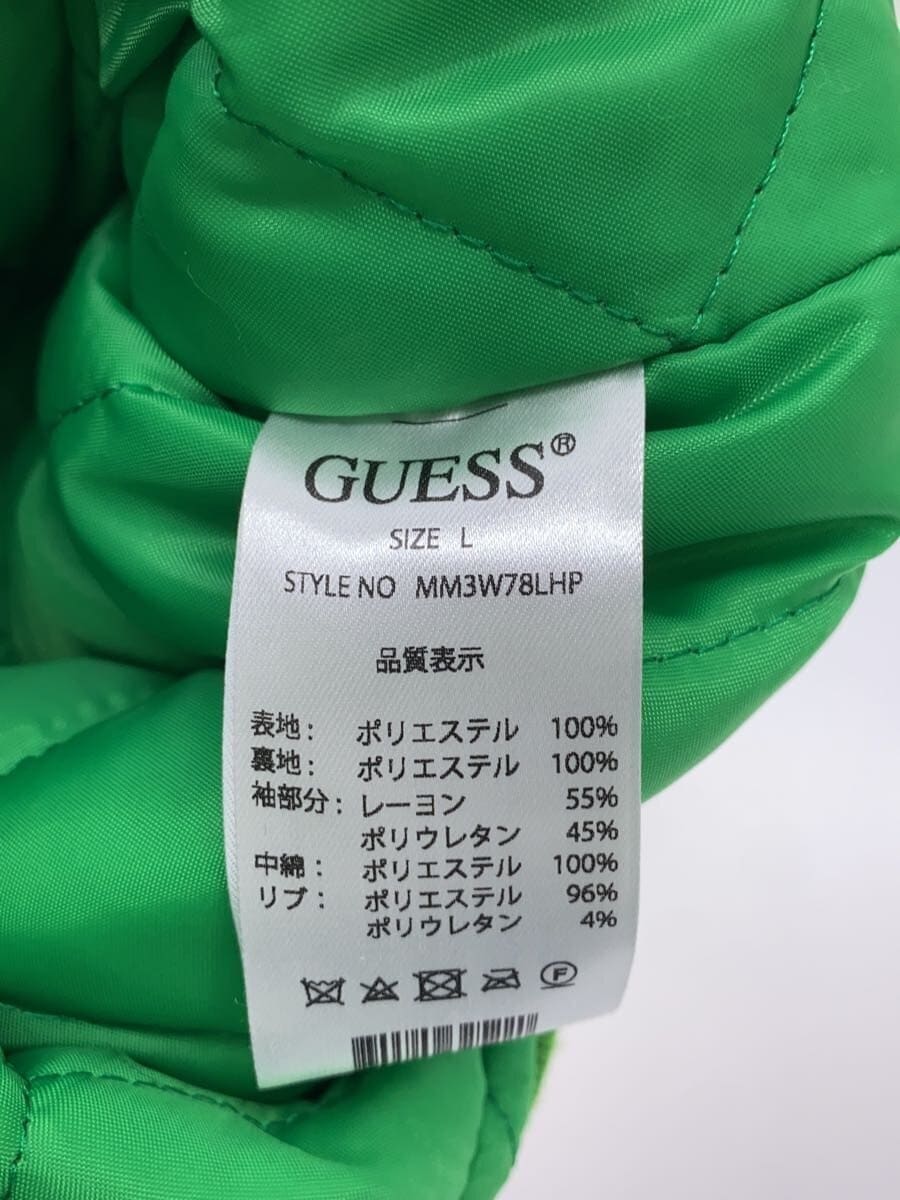 GUESS®
SIZE L
STYLE NO MM3W78LHP
品質表示
表地: ポリエステル 100%
裏地: ポリエステル 100%
袖部分: レーヨン 55%
ポリウレタン 45%
中綿: ポリエステル 100%
リブ: ポリエステル 96%
ポリウレタン 4%
F